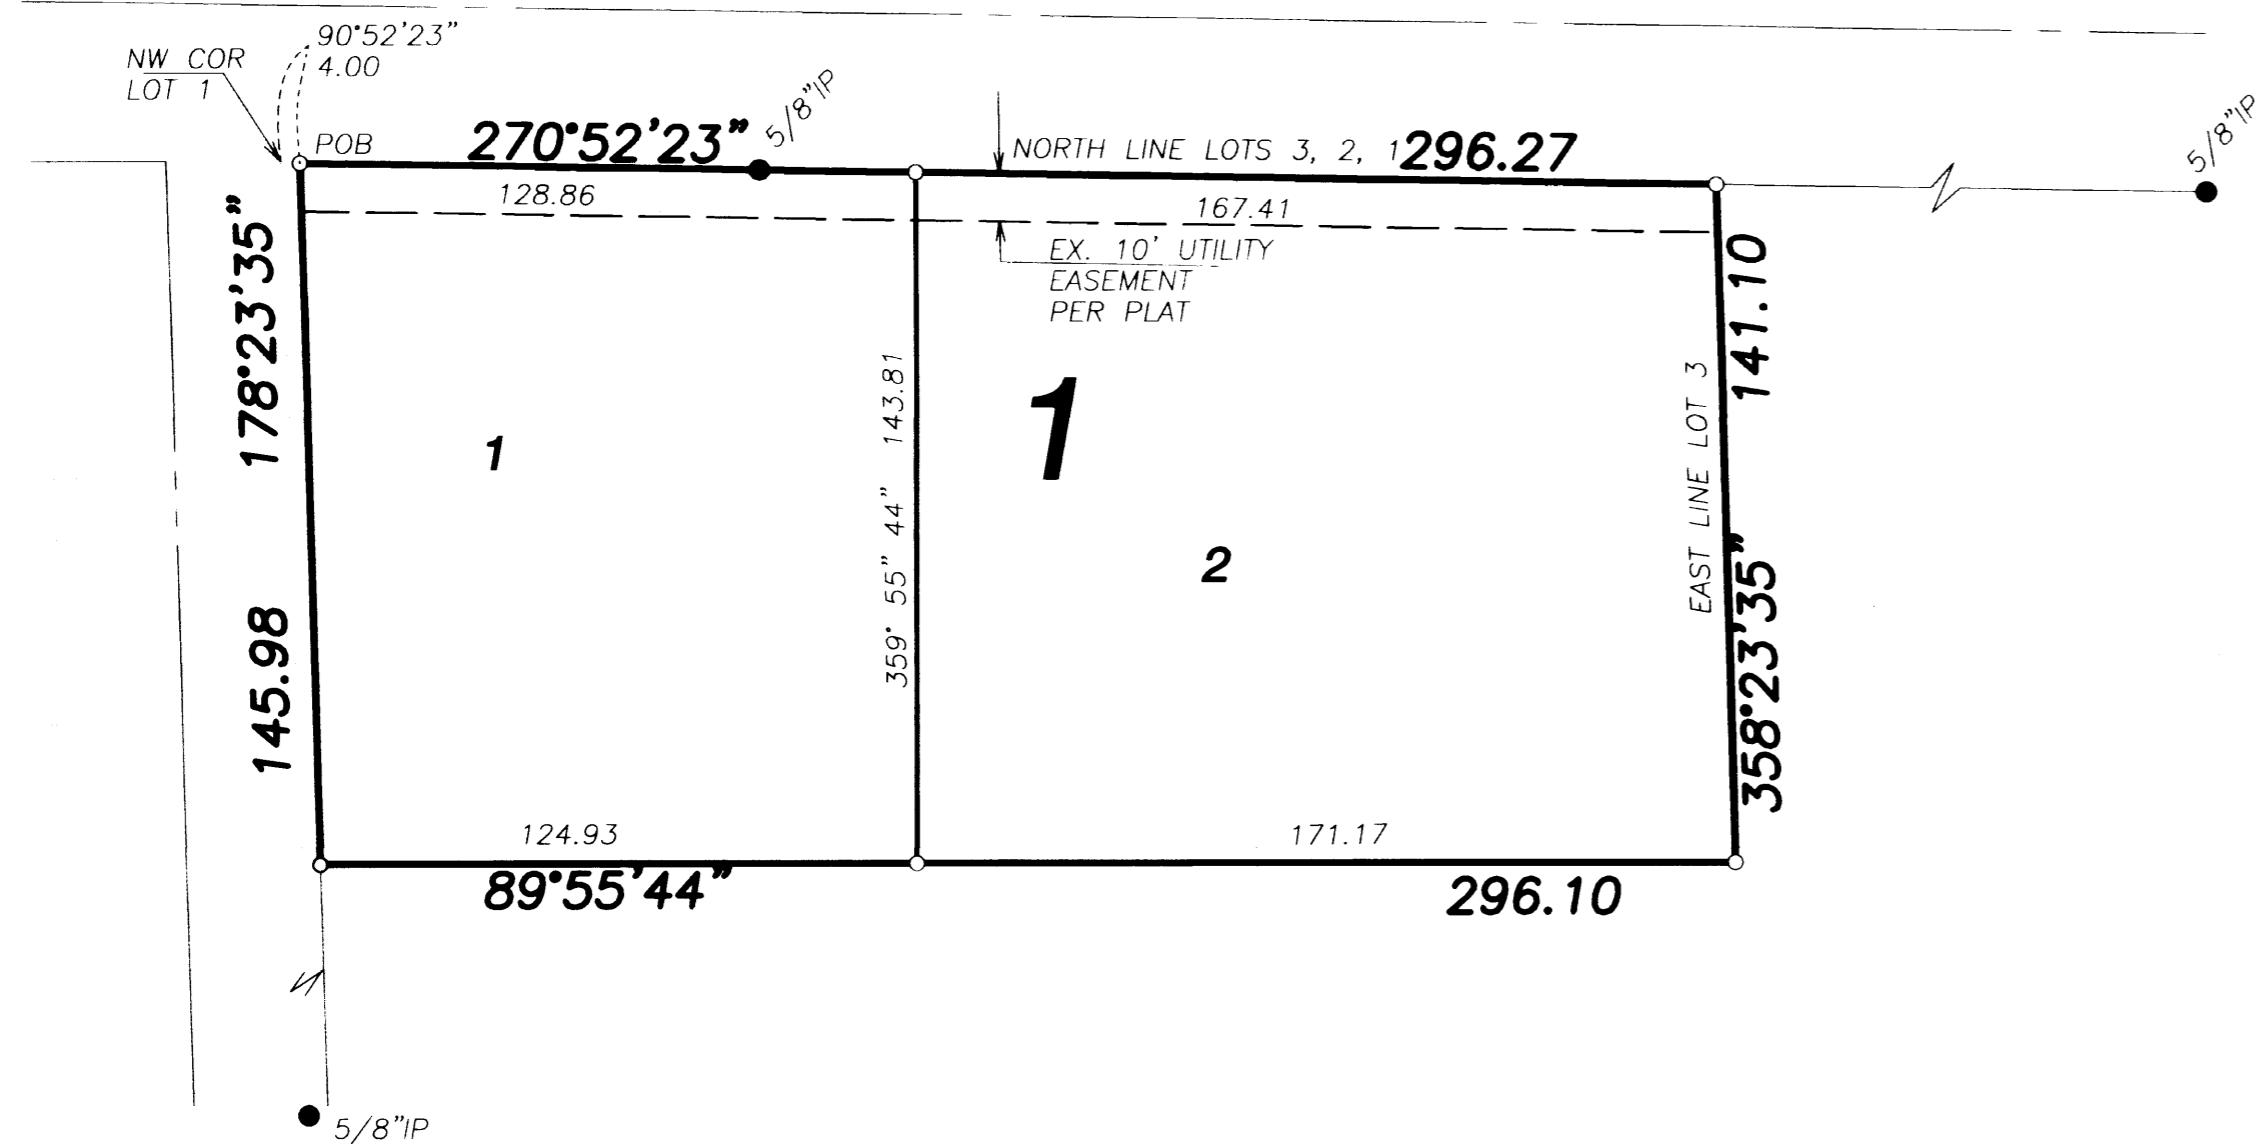 90°52'23"
4.00
NW COR
LOT 1
POB
270°52'23"
5/8"IP
NORTH LINE LOTS 3, 2, 1
296.27
5/8"IP
128.86
167.41
EX. 10' UTILITY
EASEMENT
PER PLAT
178°23'35"
145.98
1
359° 55" 44" 143.81
1
2
EAST LINE LOT 3
141.10
358°23'35"
124.93
171.17
89°55'44"
296.10
5/8"IP